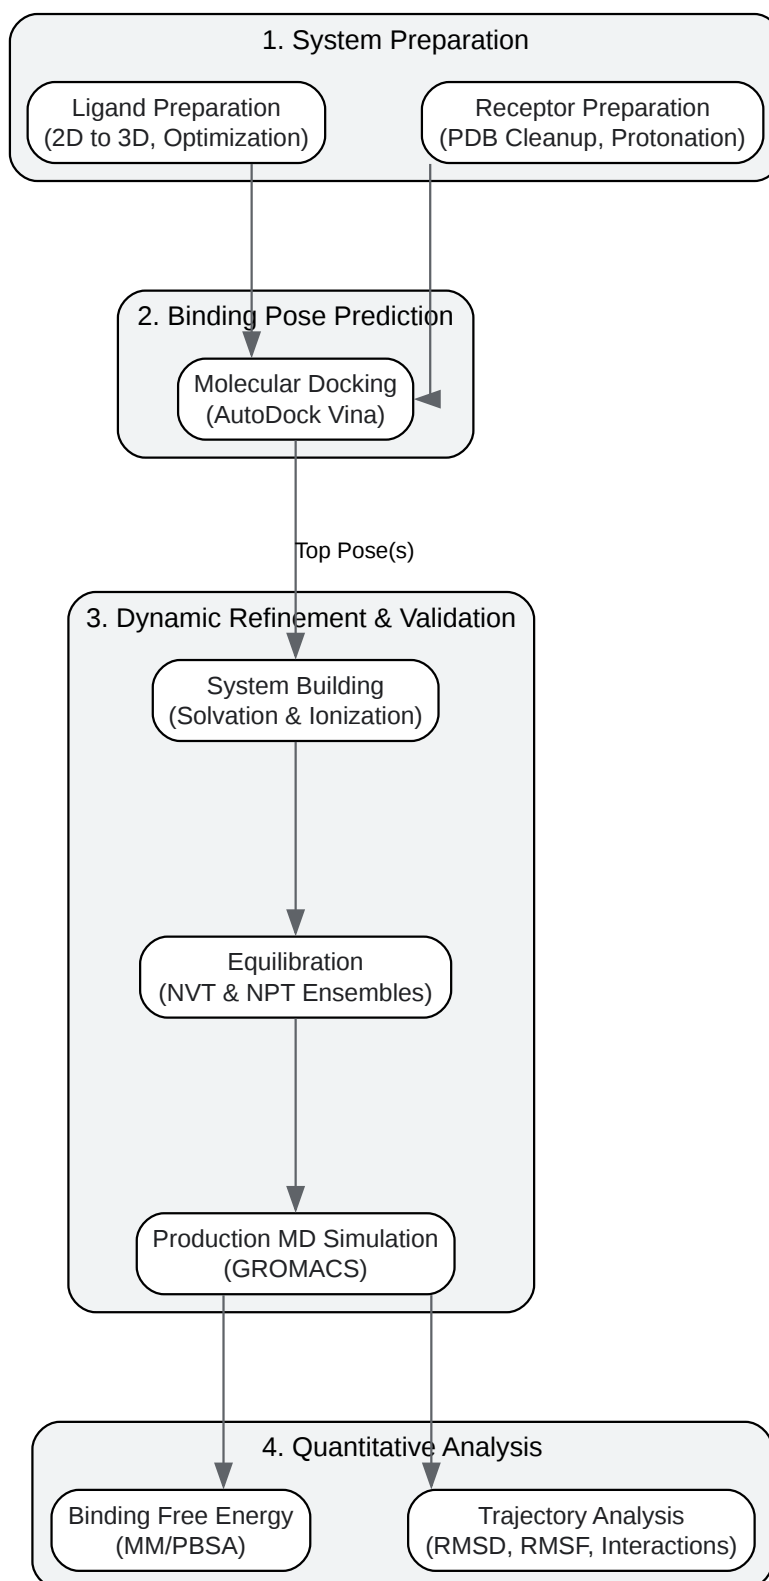 1. System Preparation
Ligand Preparation
(2D to 3D, Optimization)
Receptor Preparation
(PDB Cleanup, Protonation)
2. Binding Pose Prediction
Molecular Docking
(AutoDock Vina)
Top Pose(s)
3. Dynamic Refinement & Validation
System Building
(Solvation & Ionization)
Equilibration
(NVT & NPT Ensembles)
Production MD Simulation
(GROMACS)
4. Quantitative Analysis
Binding Free Energy
(MM/PBSA)
Trajectory Analysis
(RMSD, RMSF, Interactions)